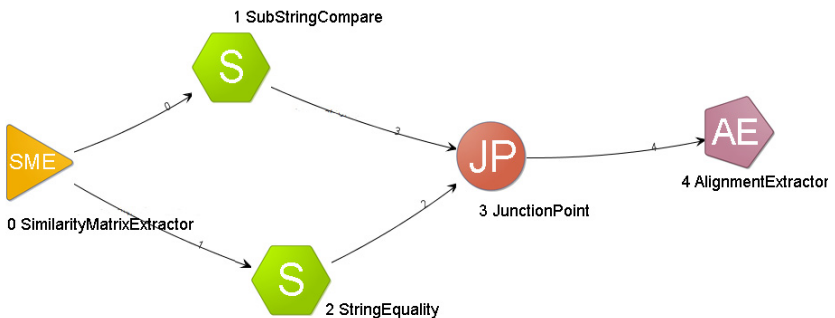 1 SubStringCompare
S
0
3
SME
JP
AE
4
0 SimilarityMatrixExtractor
3 JunctionPoint
4 AlignmentExtractor
1
2
S
2 StringEquality